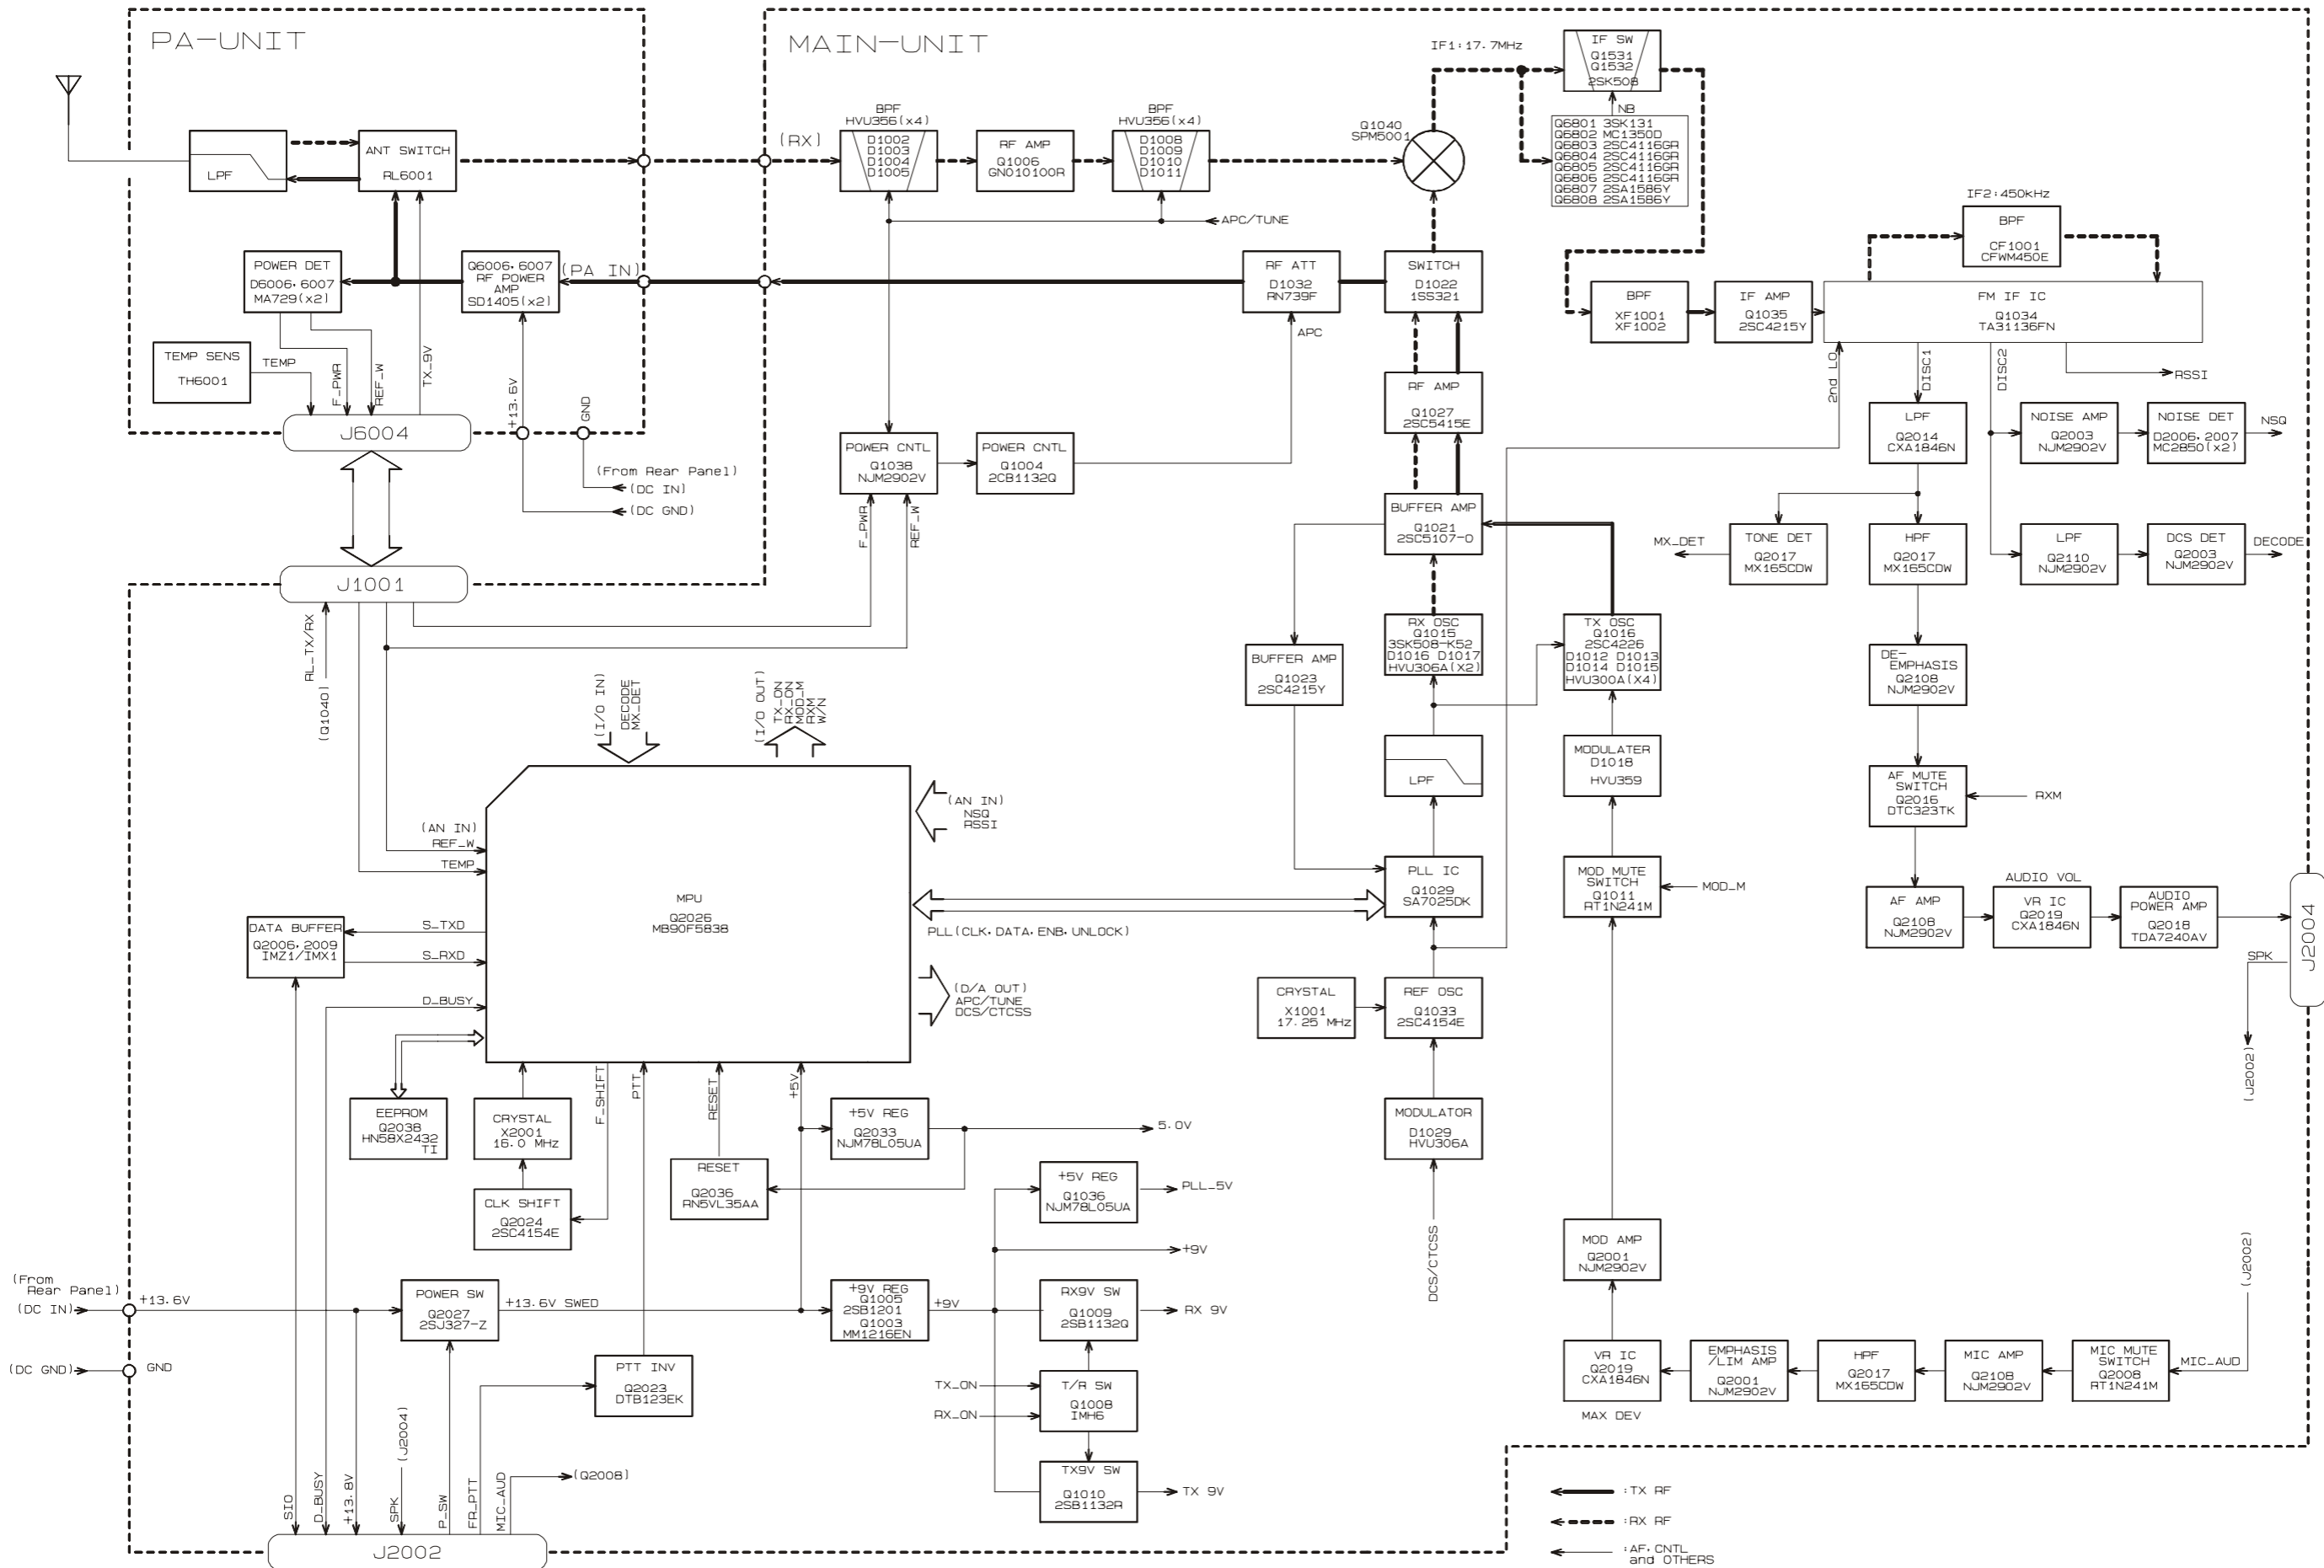 PA-UNIT
LPF
ANT SWITCH
RL6001
POWER DET
D6006, 6007
MA729(x2)
Q6006, 6007
RF POWER
AMP
SD1405(x2)
(PA IN)
TEMP SENS
TH6001
TEMP
F_PWR
REF_W
TX_9V
+13.6V
GND
J6004
(From Rear Panel)
(DC IN)
(DC GND)
MAIN-UNIT
(RX)
BPF
HVU356(x4)
D1002
D1003
D1004
D1005
RF AMP
Q1006
GN010100R
BPF
HVU356(x4)
D1008
D1009
D1010
D1011
APC/TUNE
Q1040
SPM5001
IF1:17.7MHz
IF SW
Q1531
Q1532
2SK508
NB
Q6801 3SK131
Q6802 MC1350D
Q6803 2SC4116GR
Q6804 2SC4116GR
Q6805 2SC4116GR
Q6806 2SC4116GR
Q6807 2SA1586Y
Q6808 2SA1586Y
RF ATT
D1032
RN739F
APC
SWITCH
D1022
1SS321
BPF
XF1001
XF1002
IF AMP
Q1035
2SC4215Y
IF2:450kHz
BPF
CF1001
CFWM450E
FM IF IC
Q1034
TA31136FN
2nd LO
DISC1
DISC2
RSSI
RF AMP
Q1027
2SC5415E
POWER CNTL
Q1038
NJM2902V
POWER CNTL
Q1004
2CB1132Q
F_PWR
REF_W
BUFFER AMP
Q1021
2SC5107-O
LPF
Q2014
CXA1846N
NOISE AMP
Q2003
NJM2902V
NOISE DET
D2006, 2007
MC2850(x2)
NSQ
MX_DET
TONE DET
Q2017
MX165CDW
HPF
Q2017
MX165CDW
LPF
Q2110
NJM2902V
DCS DET
Q2003
NJM2902V
DECODE
J1001
RL_TX/RX
(Q1040)
BUFFER AMP
Q1023
2SC4215Y
RX OSC
Q1015
3SK508-K52
D1016 D1017
HVU306A(X2)
TX OSC
Q1016
2SC4226
D1012 D1013
D1014 D1015
HVU300A(X4)
DE-
EMPHASIS
Q2108
NJM2902V
(I/O IN)
DECODE
MX_DET
(I/O OUT)
TX_ON
RX_ON
MOD_M
RXM
W/N
LPF
MODULATER
D1018
HVU359
AF MUTE
SWITCH
Q2016
DTC323TK
RXM
(AN IN)
REF_W
TEMP
(AN IN)
NSQ
RSSI
MPU
Q2026
MB90F5838
PLL IC
Q1029
SA7025DK
PLL(CLK, DATA, ENB, UNLOCK)
MOD MUTE
SWITCH
Q1011
RT1N241M
MOD_M
AF AMP
Q2108
NJM2902V
AUDIO VOL
VR IC
Q2019
CXA1846N
AUDIO
POWER AMP
Q2018
TDA7240AV
J2004
SPK
(J2002)
DATA BUFFER
Q2006, 2009
IMZ1/IMX1
S_TXD
S_RXD
D_BUSY
(D/A OUT)
APC/TUNE
DCS/CTCSS
CRYSTAL
X1001
17.25 MHz
REF OSC
Q1033
2SC4154E
EEPROM
Q2038
HN58X2432
TI
CRYSTAL
X2001
16.0 MHz
F_SHIFT
PTT
RESET
+5V
+5V REG
Q2033
NJM78L05UA
5.0V
MODULATOR
D1029
HVU306A
CLK SHIFT
Q2024
2SC4154E
RESET
Q2036
RN5VL35AA
+5V REG
Q1036
NJM78L05UA
PLL_5V
+9V
DCS/CTCSS
MOD AMP
Q2001
NJM2902V
(J2002)
(From
Rear Panel)
(DC IN)
+13.6V
POWER SW
Q2027
2SJ327-Z
+13.6V SWED
+9V REG
Q1005
2SB1201
Q1003
MM1216EN
+9V
RX9V SW
Q1009
2SB1132Q
RX 9V
(DC GND)
GND
PTT INV
Q2023
DTB123EK
TX_ON
RX_ON
T/R SW
Q1008
IMH6
VR IC
Q2019
CXA1846N
MAX DEV
EMPHASIS
/LIM AMP
Q2001
NJM2902V
HPF
Q2017
MX165CDW
MIC AMP
Q2108
NJM2902V
MIC MUTE
SWITCH
Q2008
RT1N241M
MIC_AUD
TX9V SW
Q1010
2SB1132R
TX 9V
SIO
D_BUSY
+13.8V
SPK
(J2004)
P_SW
FR_PTT
MIC_AUD
(Q2008)
J2002
:TX RF
:RX RF
:AF, CNTL
and OTHERS